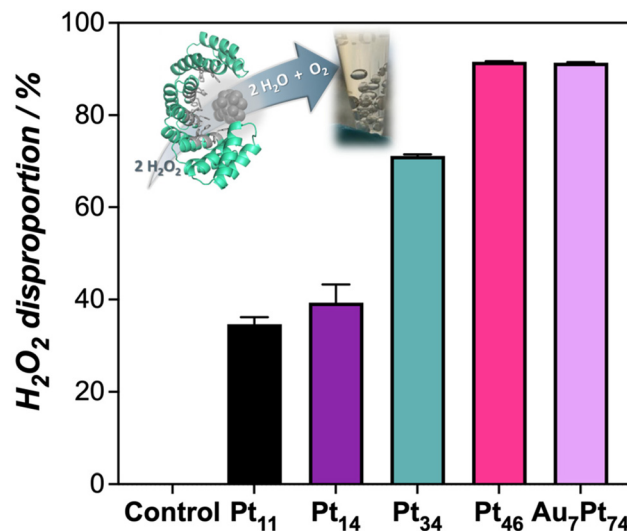 H₂O₂ disproportion / %
100
80
60
40
20
0
2 H₂O₂
2 H₂O + O₂
Control Pt₁₁ Pt₁₄ Pt₃₄ Pt₄₆ Au₇Pt₇₄